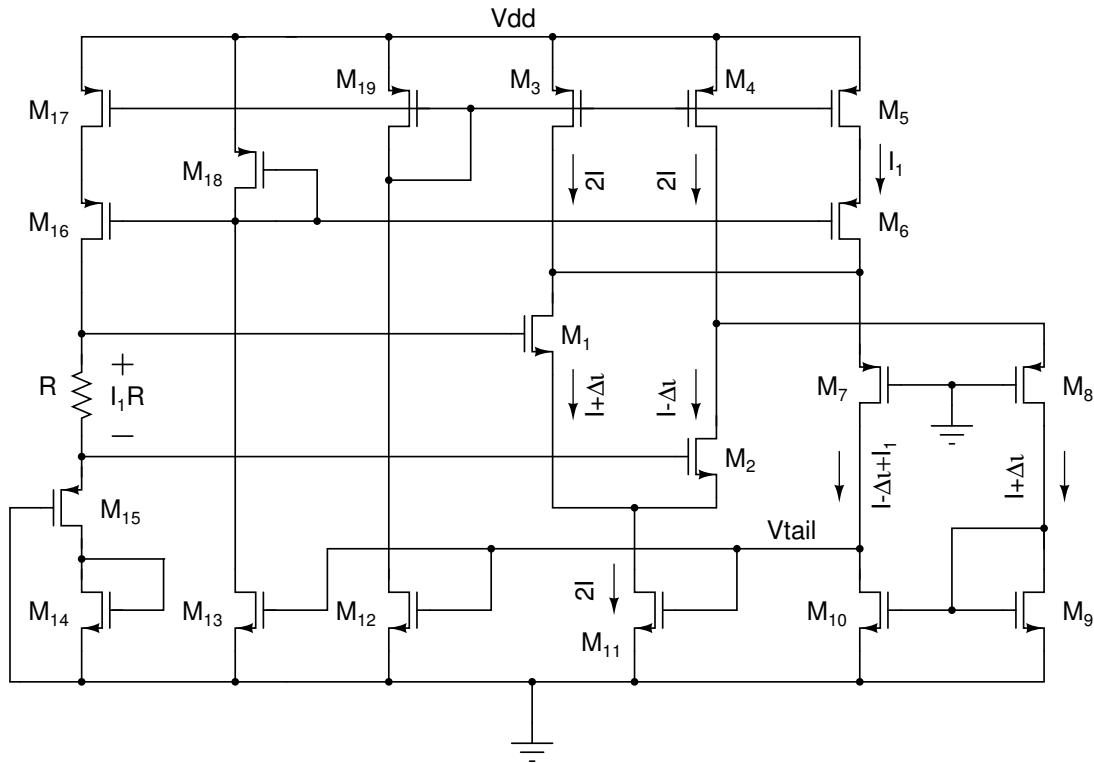 Vdd
M17
M19
M3
M4
M5
M18
2I
2I
I1
M16
M6
M1
R
+
I1R
−
M7
M8
I+Δι
I-Δι
M2
M15
I-Δι+I1
I+Δι
Vtail
M14
M13
M12
2I
M11
M10
M9